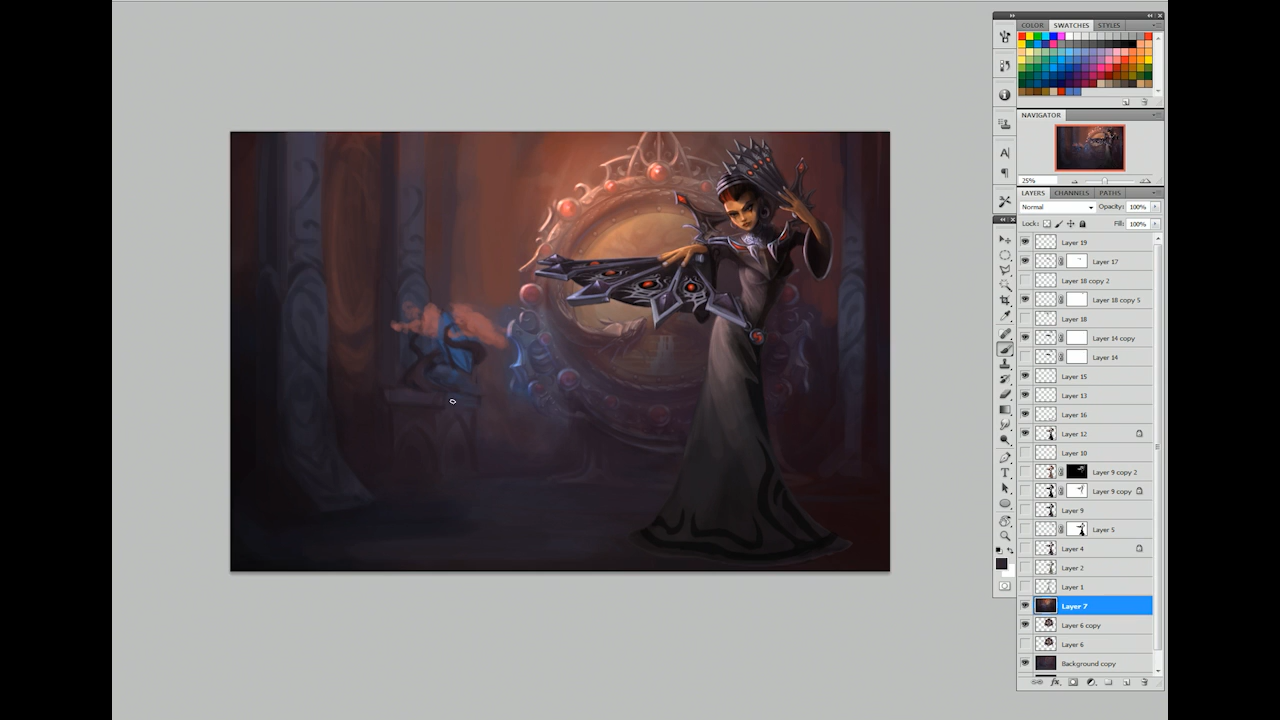 COLOR SWATCHES STYLES
NAVIGATOR
25%
LAYERS CHANNELS PATHS
Normal Opacity: 100%
Lock: Fill: 100%
Layer 19
Layer 17
Layer 18 copy 2
Layer 18 copy 5
Layer 18
Layer 14 copy
Layer 14
Layer 15
Layer 13
Layer 16
Layer 12
Layer 10
Layer 9 copy 2
Layer 9 copy
Layer 9
Layer 5
Layer 4
Layer 2
Layer 1
Layer 7
Layer 6 copy
Layer 6
Background copy